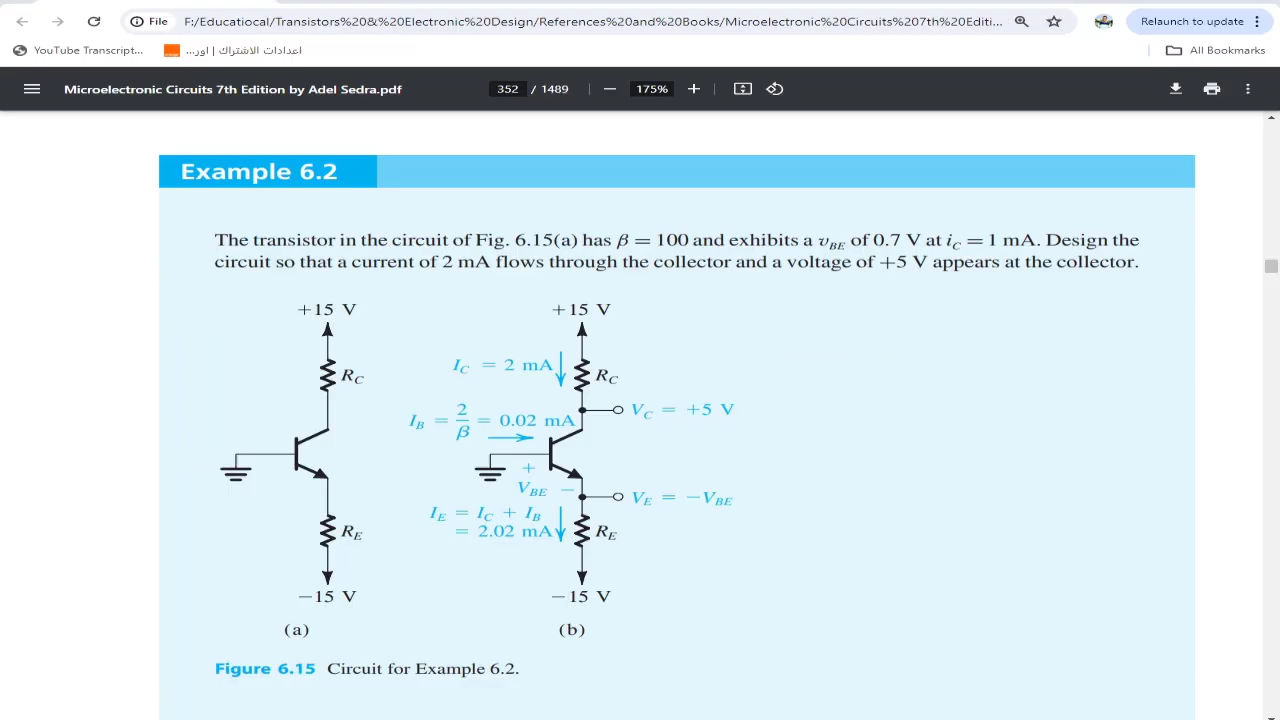 File
F:/Educatiocal/Transistors%20&%20Electronic%20Design/References%20and%20Books/Microelectronic%20Circuits%207th%20Editi...
Relaunch to update
YouTube Transcript...
اعدادات الاشتراك | اور...
All Bookmarks
Microelectronic Circuits 7th Edition by Adel Sedra.pdf
352 / 1489
175%
Example 6.2
The transistor in the circuit of Fig. 6.15(a) has β = 100 and exhibits a v_BE of 0.7 V at i_C = 1 mA. Design the
circuit so that a current of 2 mA flows through the collector and a voltage of +5 V appears at the collector.
+15 V
R_C
R_E
−15 V
(a)
+15 V
I_C = 2 mA
R_C
V_C = +5 V
I_B = 2/β = 0.02 mA
+
V_BE −
V_E = −V_BE
I_E = I_C + I_B
= 2.02 mA
R_E
−15 V
(b)
Figure 6.15 Circuit for Example 6.2.